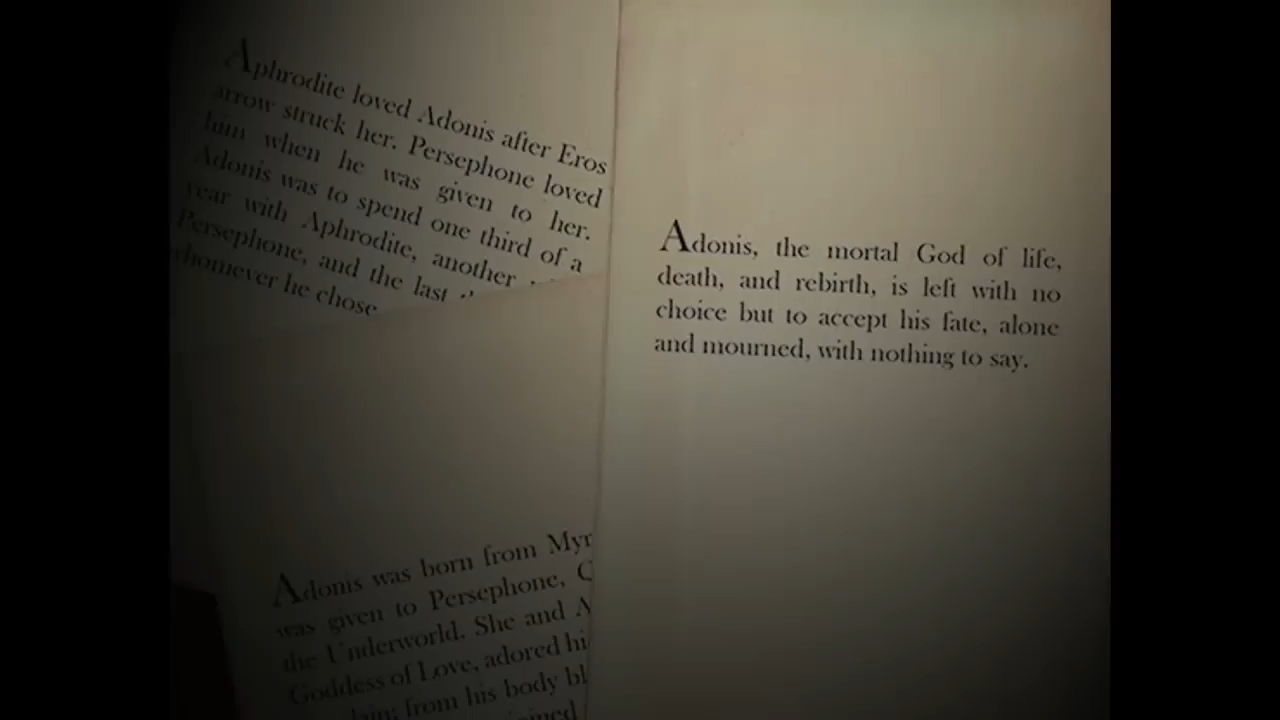 Aphrodite loved Adonis after Eros
arrow struck her. Persephone loved
him when he was given to her.
Adonis was to spend one third of a
year with Aphrodite, another
Persephone, and the last
whomever he chose
Adonis, the mortal God of life,
death, and rebirth, is left with no
choice but to accept his fate, alone
and mourned, with nothing to say.
Adonis was born from Myr
was given to Persephone,
the Underworld. She and A
Goddess of Love, adored hi
from his body bl